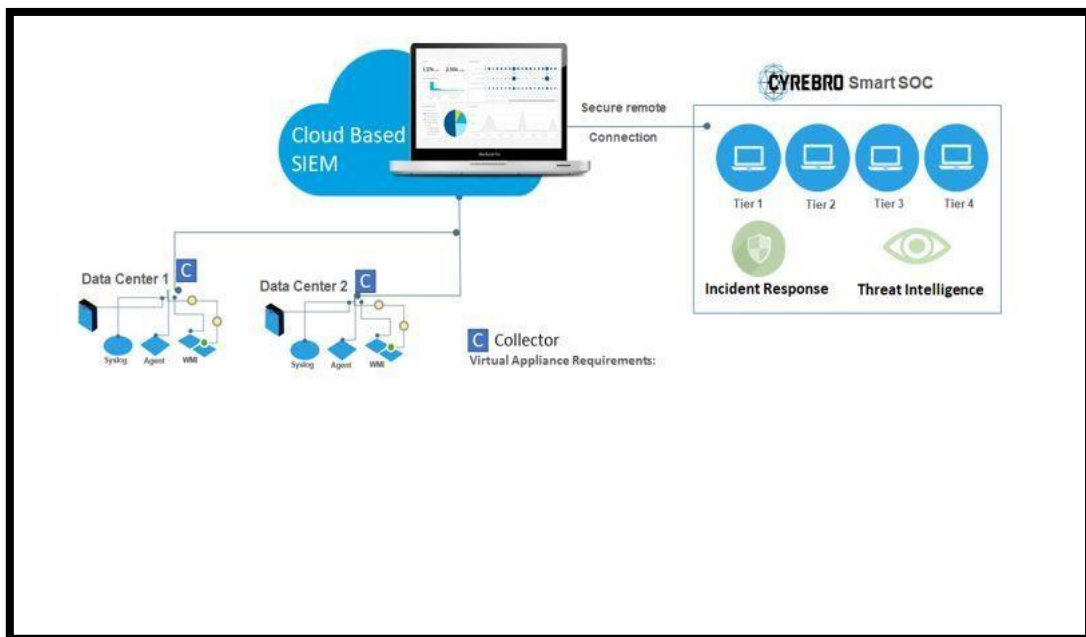 Cloud Based
SIEM
Secure remote
Connection
CYREBRO Smart SOC
Tier 1
Tier 2
Tier 3
Tier 4
Incident Response
Threat Intelligence
Data Center 1
C
Syslog
Agent
WMI
Data Center 2
C
Syslog
Agent
WMI
C Collector
Virtual Appliance Requirements: